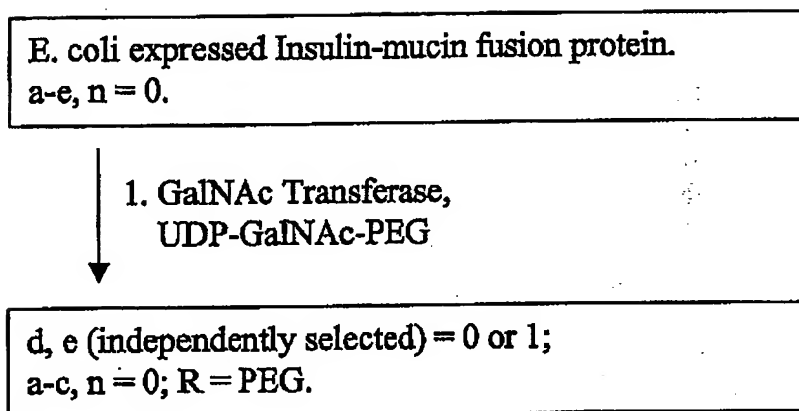 E. coli expressed Insulin-mucin fusion protein.
a-e, n = 0.
1. GalNAc Transferase,
UDP-GalNAc-PEG
d, e (independently selected) = 0 or 1;
a-c, n = 0; R = PEG.